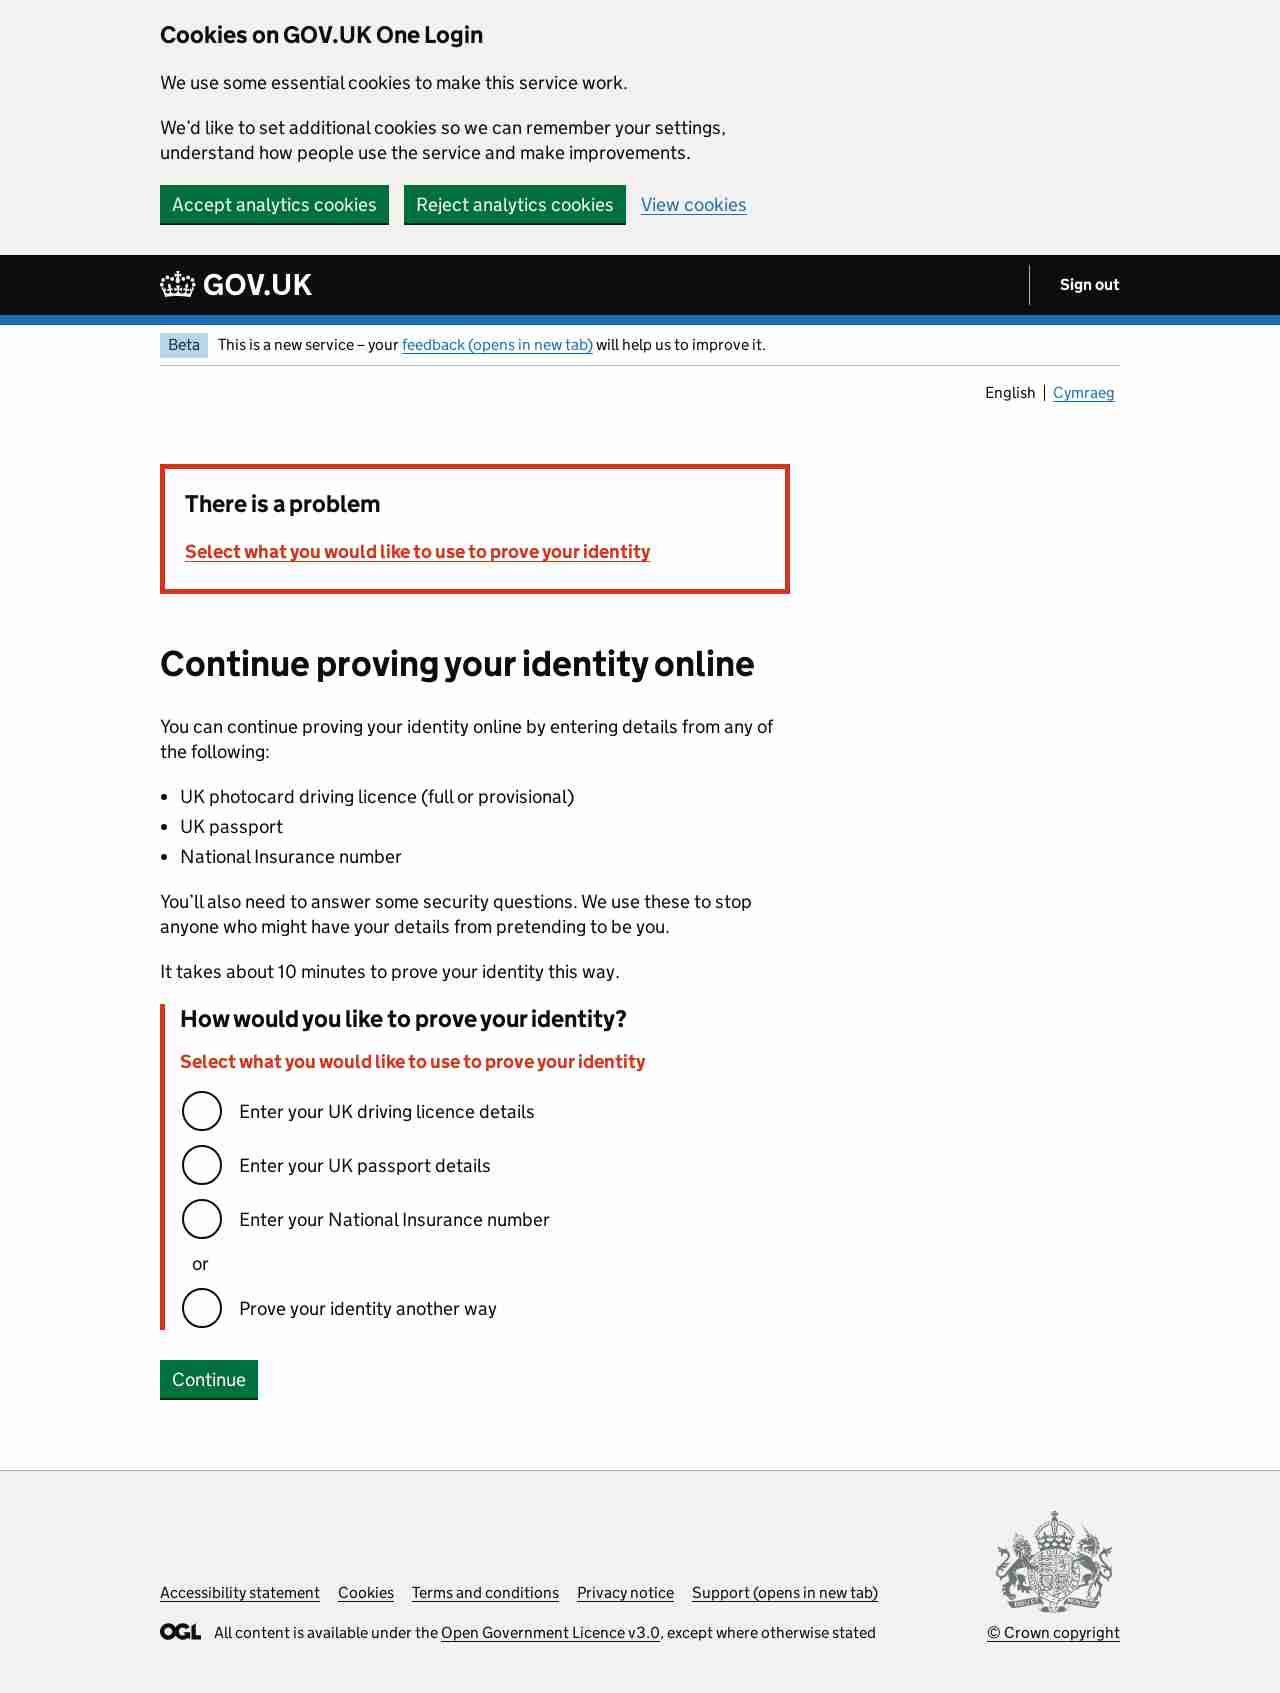 Cookies on GOV.UK One Login
We use some essential cookies to make this service work.
We'd like to set additional cookies so we can remember your settings,
understand how people use the service and make improvements.
Accept analytics cookies Reject analytics cookies View cookies
GOV.UK Sign out
Beta This is a new service – your feedback (opens in new tab) will help us to improve it.
English Cymraeg
There is a problem
Select what you would like to use to prove your identity
Continue proving your identity online
You can continue proving your identity online by entering details from any of
the following:
• UK photocard driving licence (full or provisional)
• UK passport
• National Insurance number
You'll also need to answer some security questions. We use these to stop
anyone who might have your details from pretending to be you.
It takes about 10 minutes to prove your identity this way.
How would you like to prove your identity?
Select what you would like to use to prove your identity
Enter your UK driving licence details
Enter your UK passport details
Enter your National Insurance number
or
Prove your identity another way
Continue
Accessibility statement Cookies Terms and conditions Privacy notice Support (opens in new tab)
OGL All content is available under the Open Government Licence v3.0, except where otherwise stated
© Crown copyright